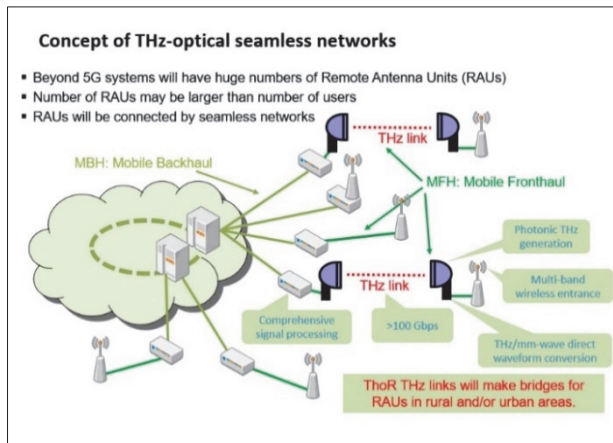 Concept of THz-optical seamless networks
▪ Beyond 5G systems will have huge numbers of Remote Antenna Units (RAUs)
▪ Number of RAUs may be larger than number of users
▪ RAUs will be connected by seamless networks
THz link
MBH: Mobile Backhaul
MFH: Mobile Fronthaul
Photonic THz
generation
Multi-band
wireless entrance
THz link
Comprehensive
signal processing
>100 Gbps
THz/mm-wave direct
waveform conversion
ThoR THz links will make bridges for
RAUs in rural and/or urban areas.